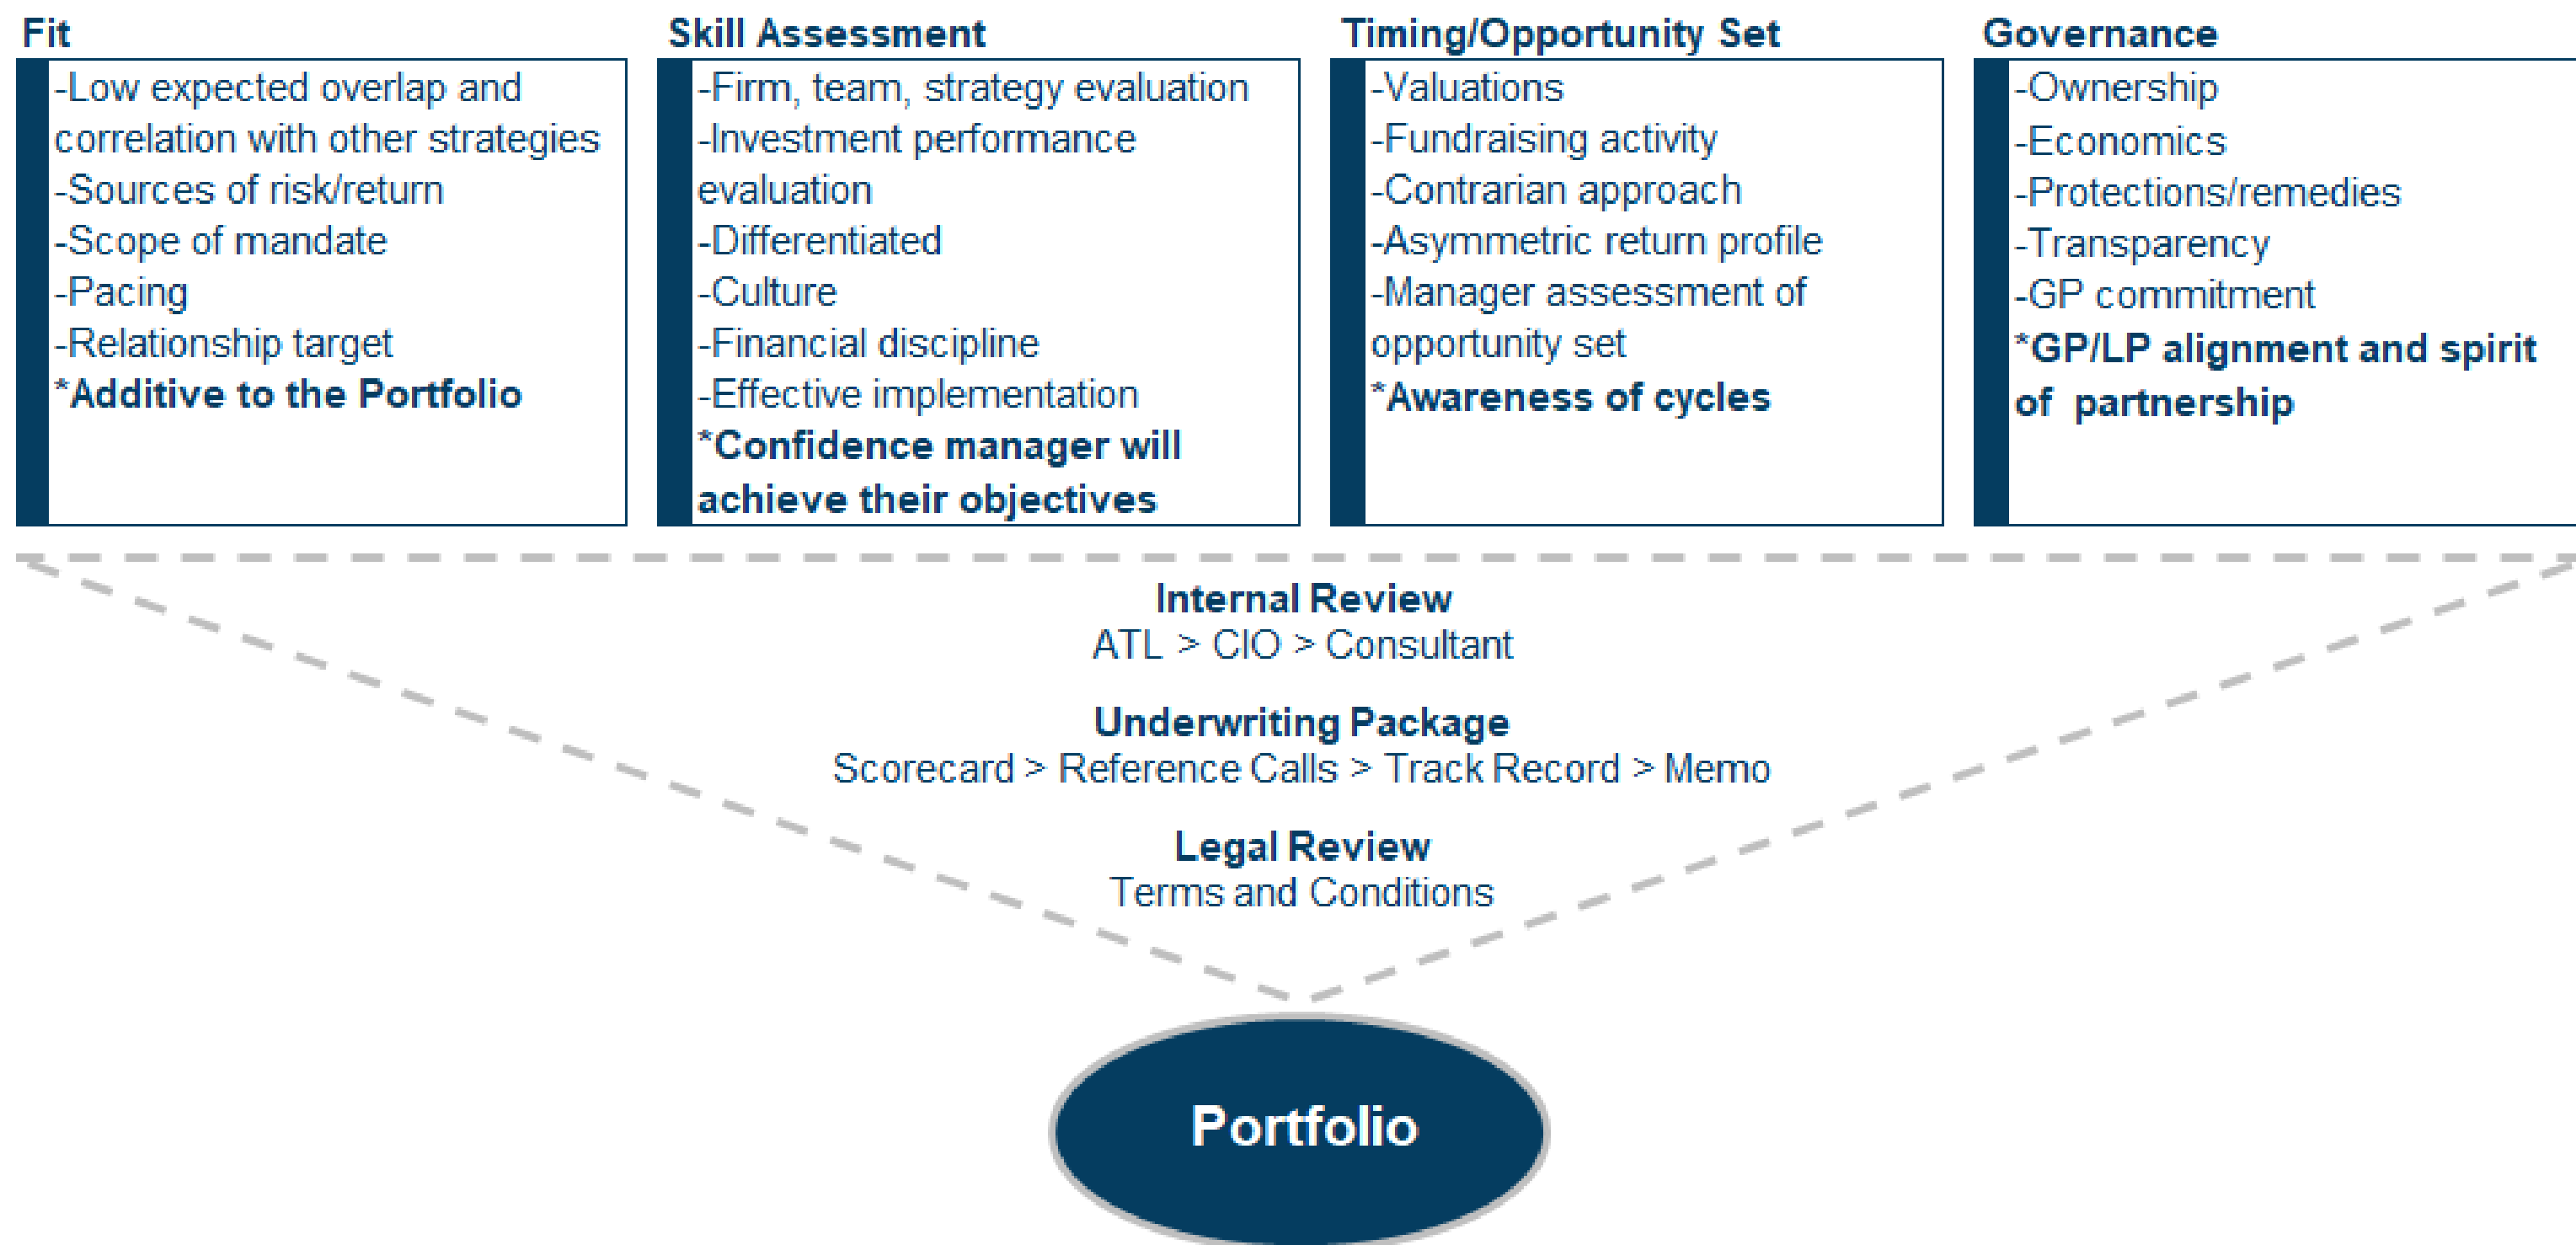 Fit
-Low expected overlap and
correlation with other strategies
-Sources of risk/return
-Scope of mandate
-Pacing
-Relationship target
*Additive to the Portfolio
Skill Assessment
-Firm, team, strategy evaluation
-Investment performance
evaluation
-Differentiated
-Culture
-Financial discipline
-Effective implementation
*Confidence manager will
achieve their objectives
Timing/Opportunity Set
-Valuations
-Fundraising activity
-Contrarian approach
-Asymmetric return profile
-Manager assessment of
opportunity set
*Awareness of cycles
Governance
-Ownership
-Economics
-Protections/remedies
-Transparency
-GP commitment
*GP/LP alignment and spirit
of partnership
Internal Review
ATL > CIO > Consultant
Underwriting Package
Scorecard > Reference Calls > Track Record > Memo
Legal Review
Terms and Conditions
Portfolio